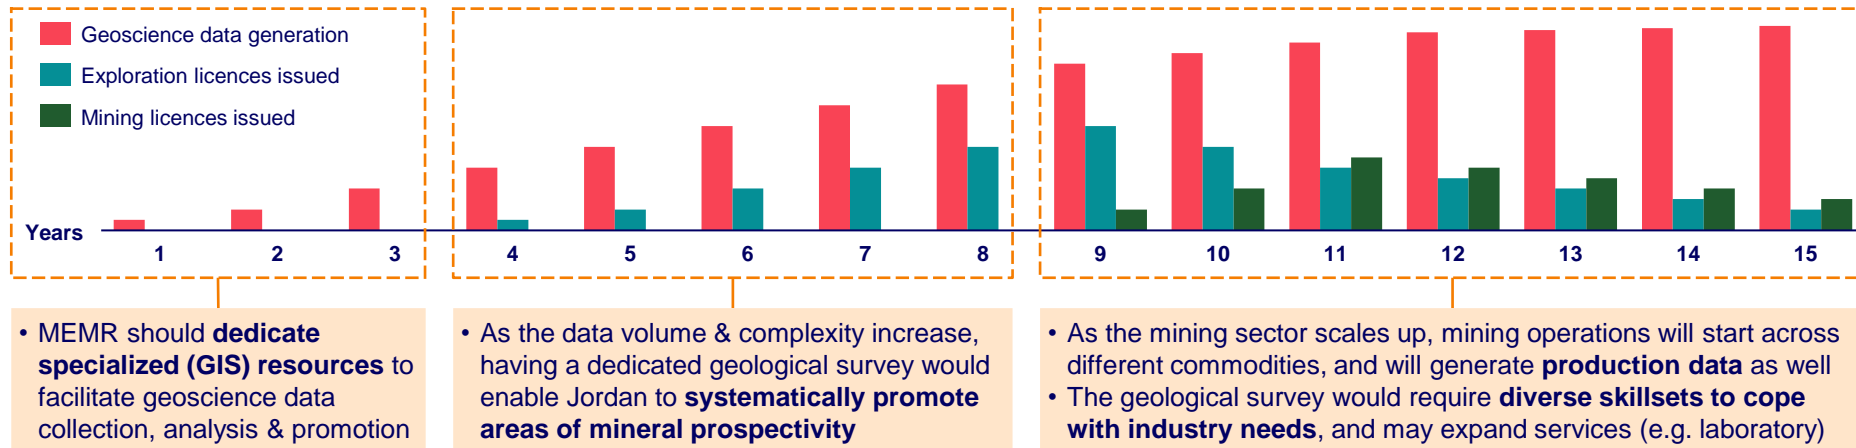 Geoscience data generation
Exploration licences issued
Mining licences issued
Years
1 2 3 4 5 6 7 8 9 10 11 12 13 14 15
• MEMR should dedicate
specialized (GIS) resources to
facilitate geoscience data
collection, analysis & promotion
• As the data volume & complexity increase,
having a dedicated geological survey would
enable Jordan to systematically promote
areas of mineral prospectivity
• As the mining sector scales up, mining operations will start across
different commodities, and will generate production data as well
• The geological survey would require diverse skillsets to cope
with industry needs, and may expand services (e.g. laboratory)